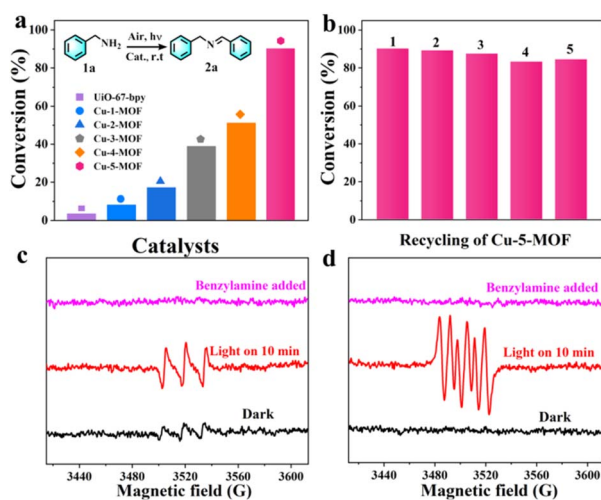 a
Conversion (%)
100
80
60
40
20
0
NH₂
1a
Air, hν
Cat., r.t
N
2a
UiO-67-bpy
Cu-1-MOF
Cu-2-MOF
Cu-3-MOF
Cu-4-MOF
Cu-5-MOF
Catalysts
b
Conversion (%)
100
80
60
40
20
0
1 2 3 4 5
Recycling of Cu-5-MOF
c
Benzylamine added
Light on 10 min
Dark
3440 3480 3520 3560 3600
Magnetic field (G)
d
Benzylamine added
Light on 10 min
Dark
3440 3480 3520 3560 3600
Magnetic field (G)